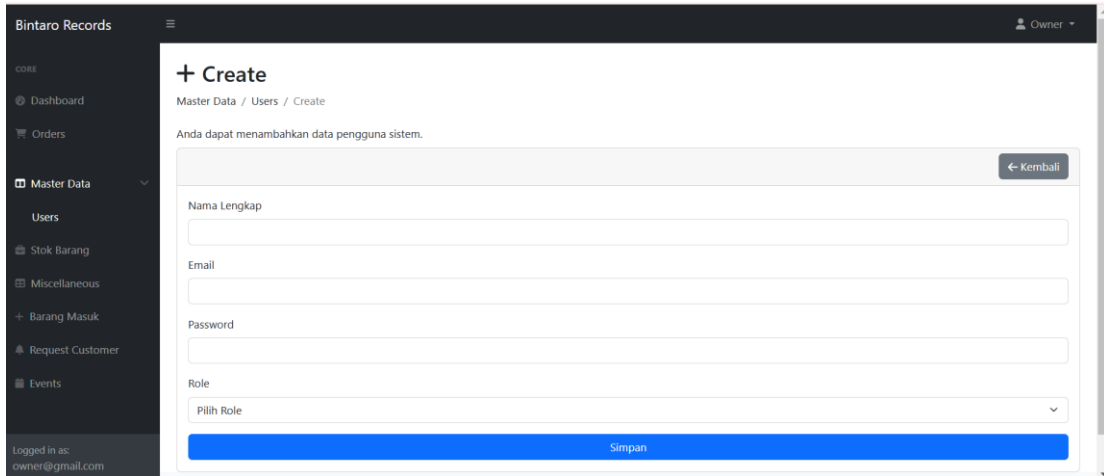 Bintaro Records
Owner
CORE
Dashboard
Orders
Master Data
Users
Stok Barang
Miscellaneous
+ Barang Masuk
Request Customer
Events
Logged in as:
owner@gmail.com
+ Create
Master Data / Users / Create
Anda dapat menambahkan data pengguna sistem.
← Kembali
Nama Lengkap
Email
Password
Role
Pilih Role
Simpan